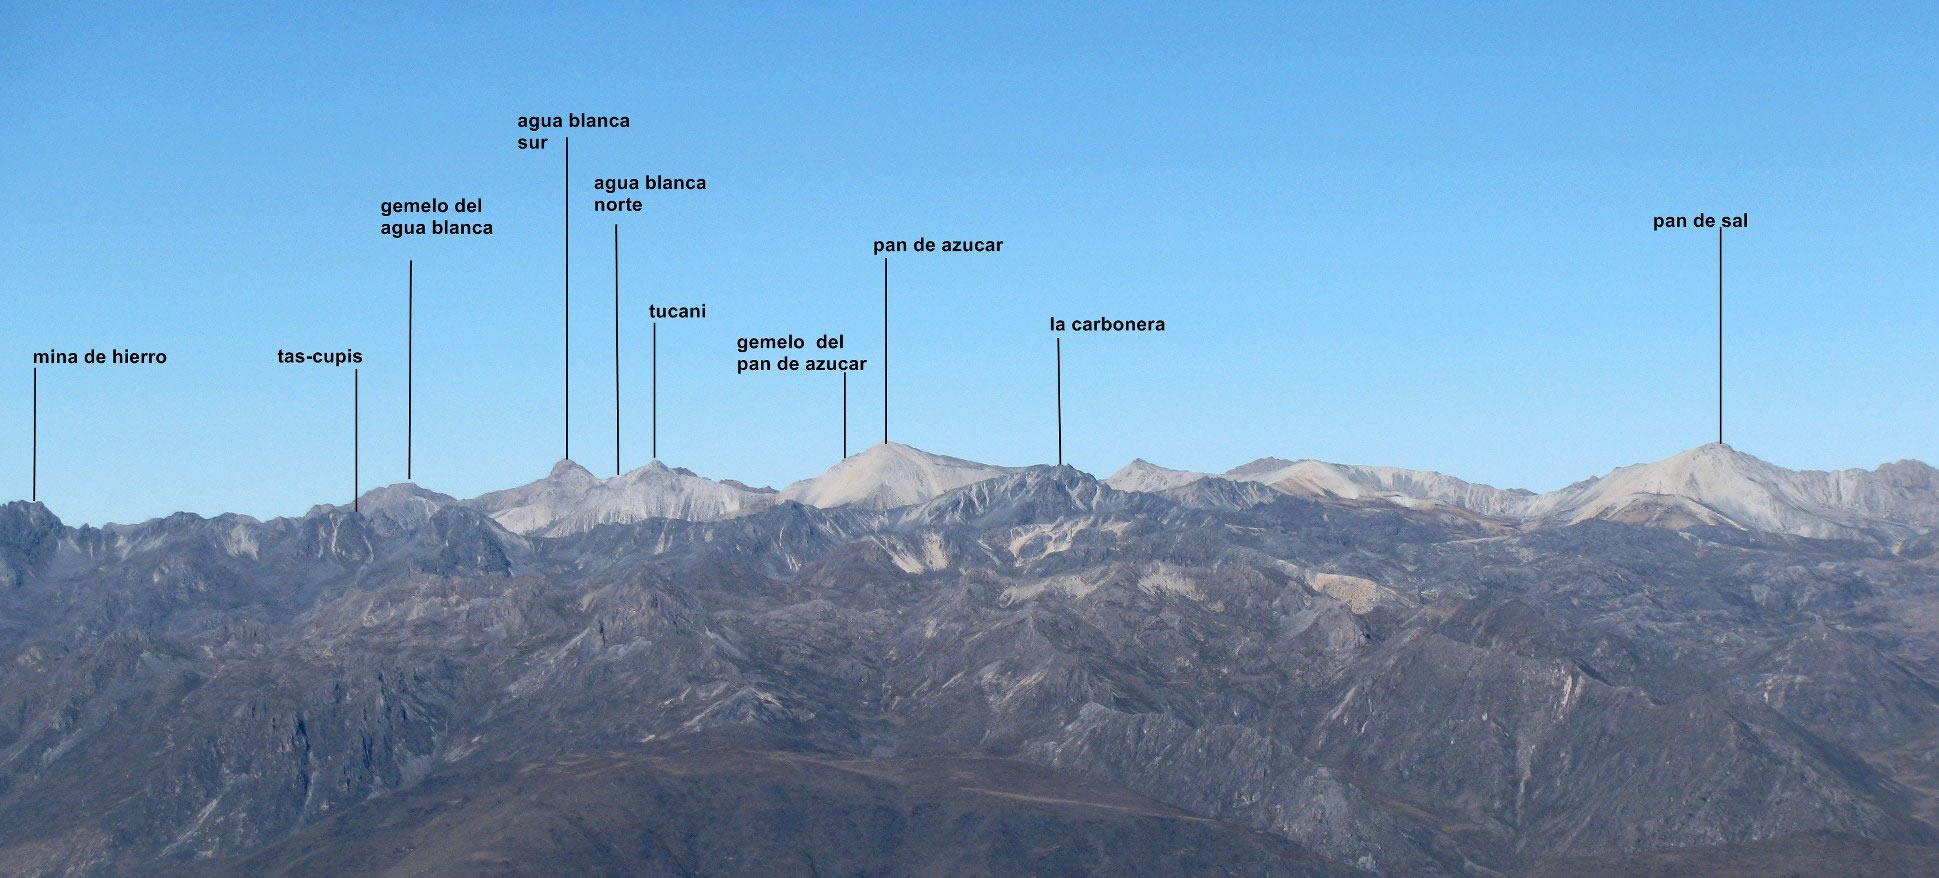 mina de hierro
tas-cupis
gemelo del
agua blanca
agua blanca
sur
agua blanca
norte
tucani
gemelo  del
pan de azucar
pan de azucar
la carbonera
pan de sal